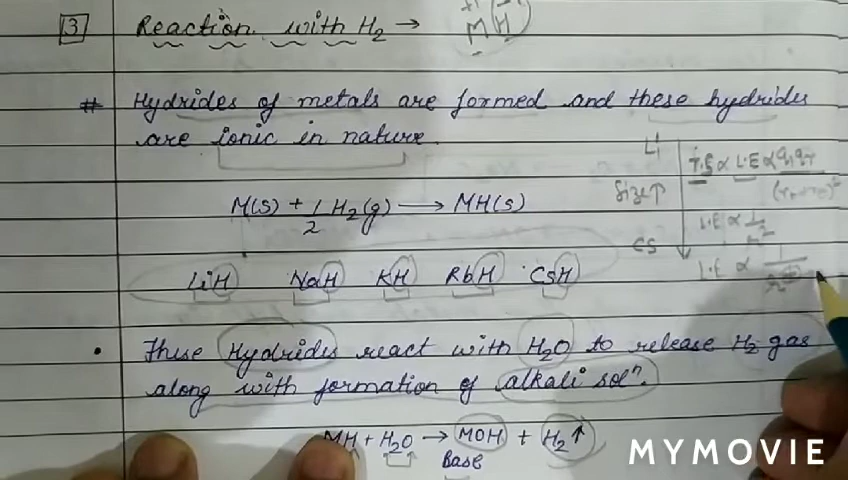 3 Reaction with H₂ →
M H
# Hydrides of metals are formed and these hydrides
are ionic in nature.
Li
T.S ∝ L.E ∝ q₁q₂
Size↑
M(s) + 1/2 H₂(g) → MH(s)
L.E ∝ 1/r²
Cs
L.E ∝ 1
LiH NaH KH RbH CsH
• These Hydrides react with H₂O to release H₂ gas
along with formation of alkali solⁿ.
MH + H₂O → MOH + H₂↑
Base
MYMOVIE